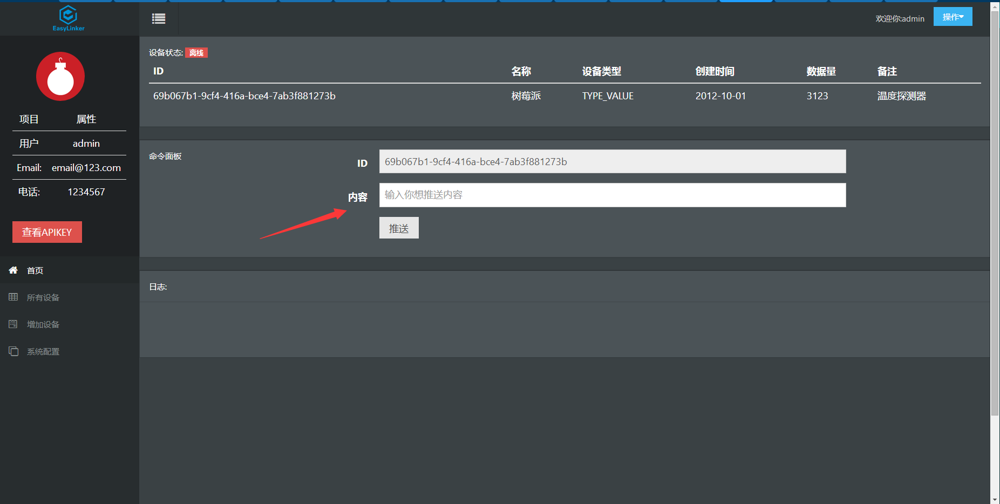 EasyLinker
欢迎你:admin
操作
项目 属性
用户 admin
Email: email@123.com
电话: 1234567
查看APIKEY
首页
所有设备
增加设备
系统配置
设备状态: 离线
ID 名称 设备类型 创建时间 数据量 备注
69b067b1-9cf4-416a-bce4-7ab3f881273b 树莓派 TYPE_VALUE 2012-10-01 3123 温度探测器
命令面板
ID 69b067b1-9cf4-416a-bce4-7ab3f881273b
内容 输入你想推送内容
推送
日志: